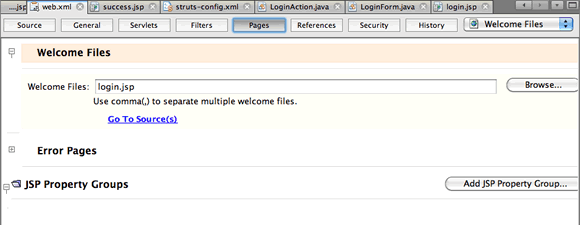 ...jsp web.xml success.jsp struts-config.xml LoginAction.java LoginForm.java login.jsp
Source General Servlets Filters Pages References Security History Welcome Files
Welcome Files
Welcome Files: login.jsp Browse...
Use comma(,) to separate multiple welcome files.
Go To Source(s)
Error Pages
JSP Property Groups Add JSP Property Group...